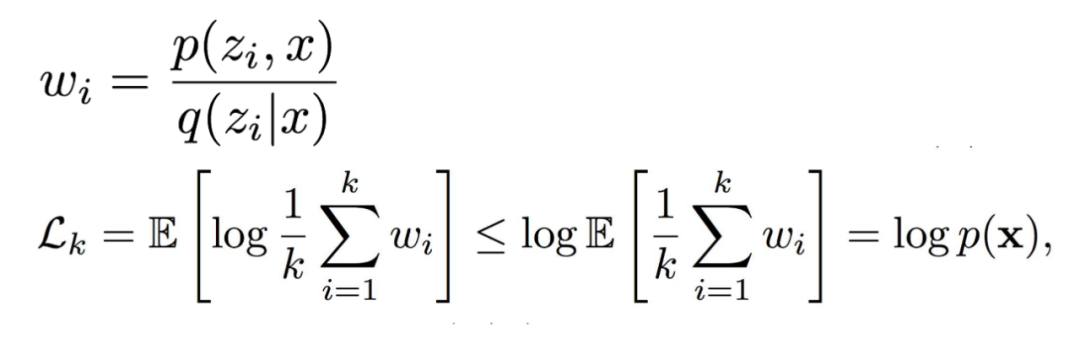 w_i = \frac{p(z_i, x)}{q(z_i|x)}
\mathcal{L}_k = \mathbb{E}\left[\log \frac{1}{k} \sum_{i=1}^{k} w_i\right] \leq \log \mathbb{E}\left[\frac{1}{k} \sum_{i=1}^{k} w_i\right] = \log p(\mathbf{x}),